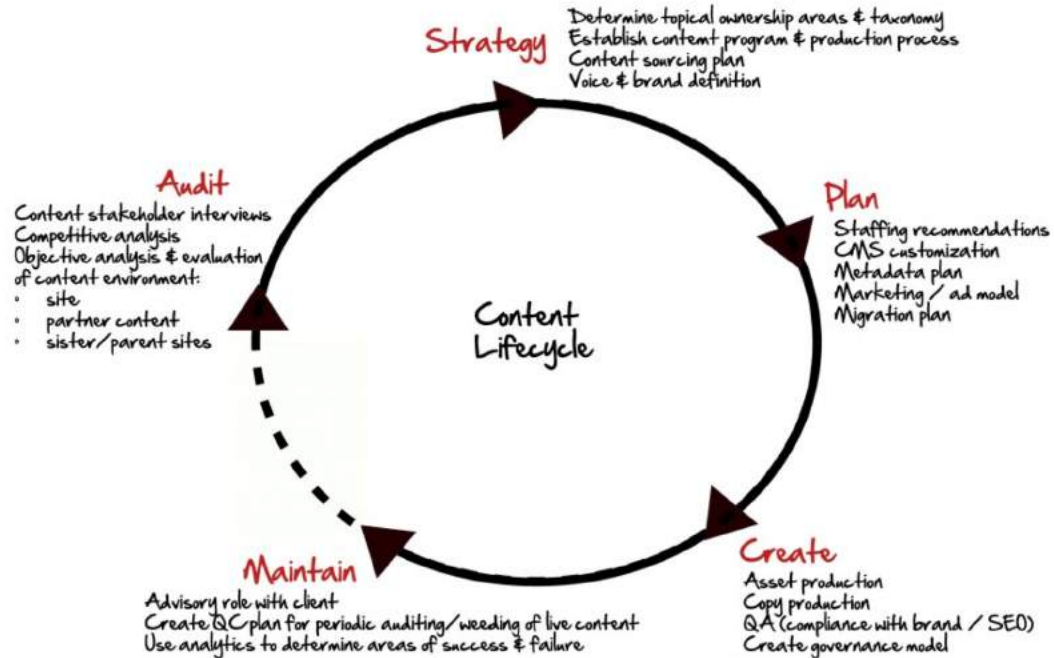 Strategy
Determine topical ownership areas & taxonomy
Establish contemt program & production process
Content sourcing plan
Voice & brand definition
Plan
Staffing recommendations
CMS customization
Metadata plan
Marketing / ad model
Migration plan
Create
Asset production
Copy production
QA (compliance with brand / SEO)
Create governance model
Maintain
Advisory role with client
Create QC plan for periodic auditing/weeding of live content
Use analytics to determine areas of success & failure
Audit
Content stakeholder interviews
Competitive analysis
Objective analysis & evaluation
of content environment:
• site
• partner content
• sister/parent sites
Content
Lifecycle